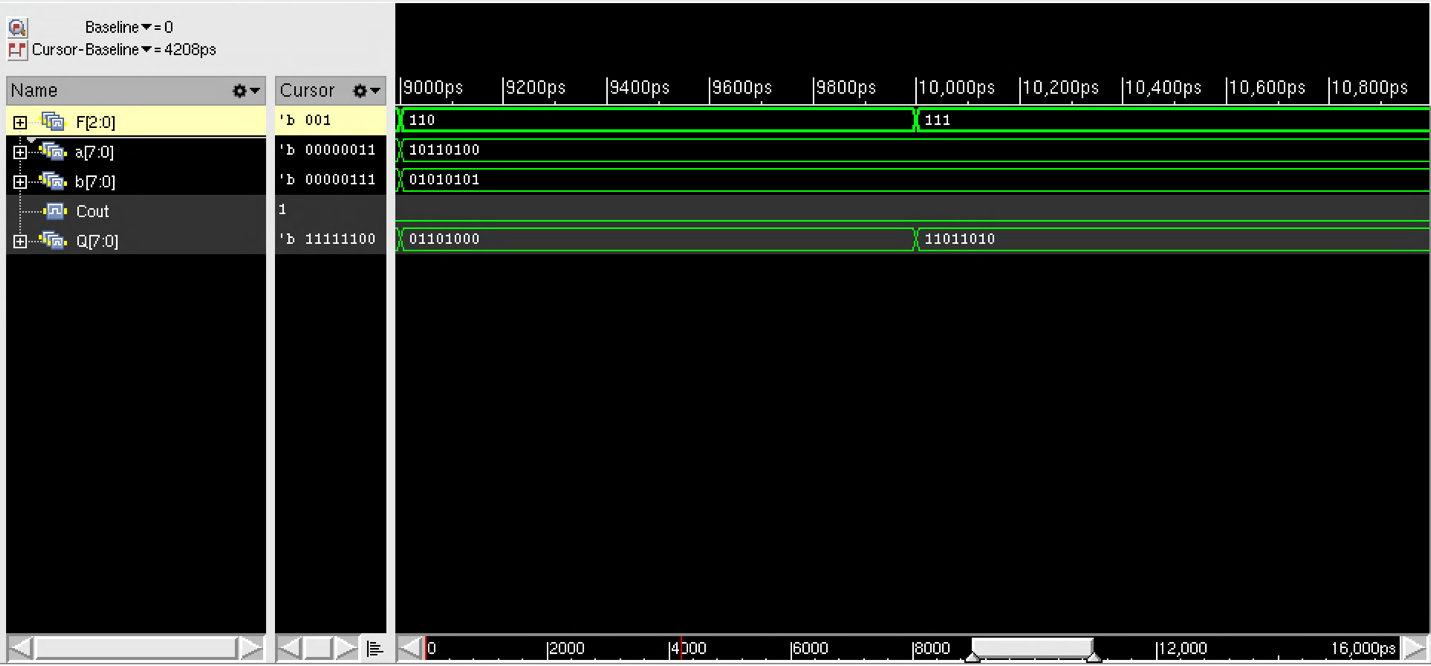 Baseline▾=0
Cursor-Baseline▾=4208ps
Name Cursor 9000ps 9200ps 9400ps 9600ps 9800ps 10,000ps 10,200ps 10,400ps 10,600ps 10,800ps
F[2:0] 'b 001 110 111
a[7:0] 'b 00000011 10110100
b[7:0] 'b 00000111 01010101
Cout 1
Q[7:0] 'b 11111100 01101000 11011010
0 2000 4000 6000 8000 12,000 16,000ps